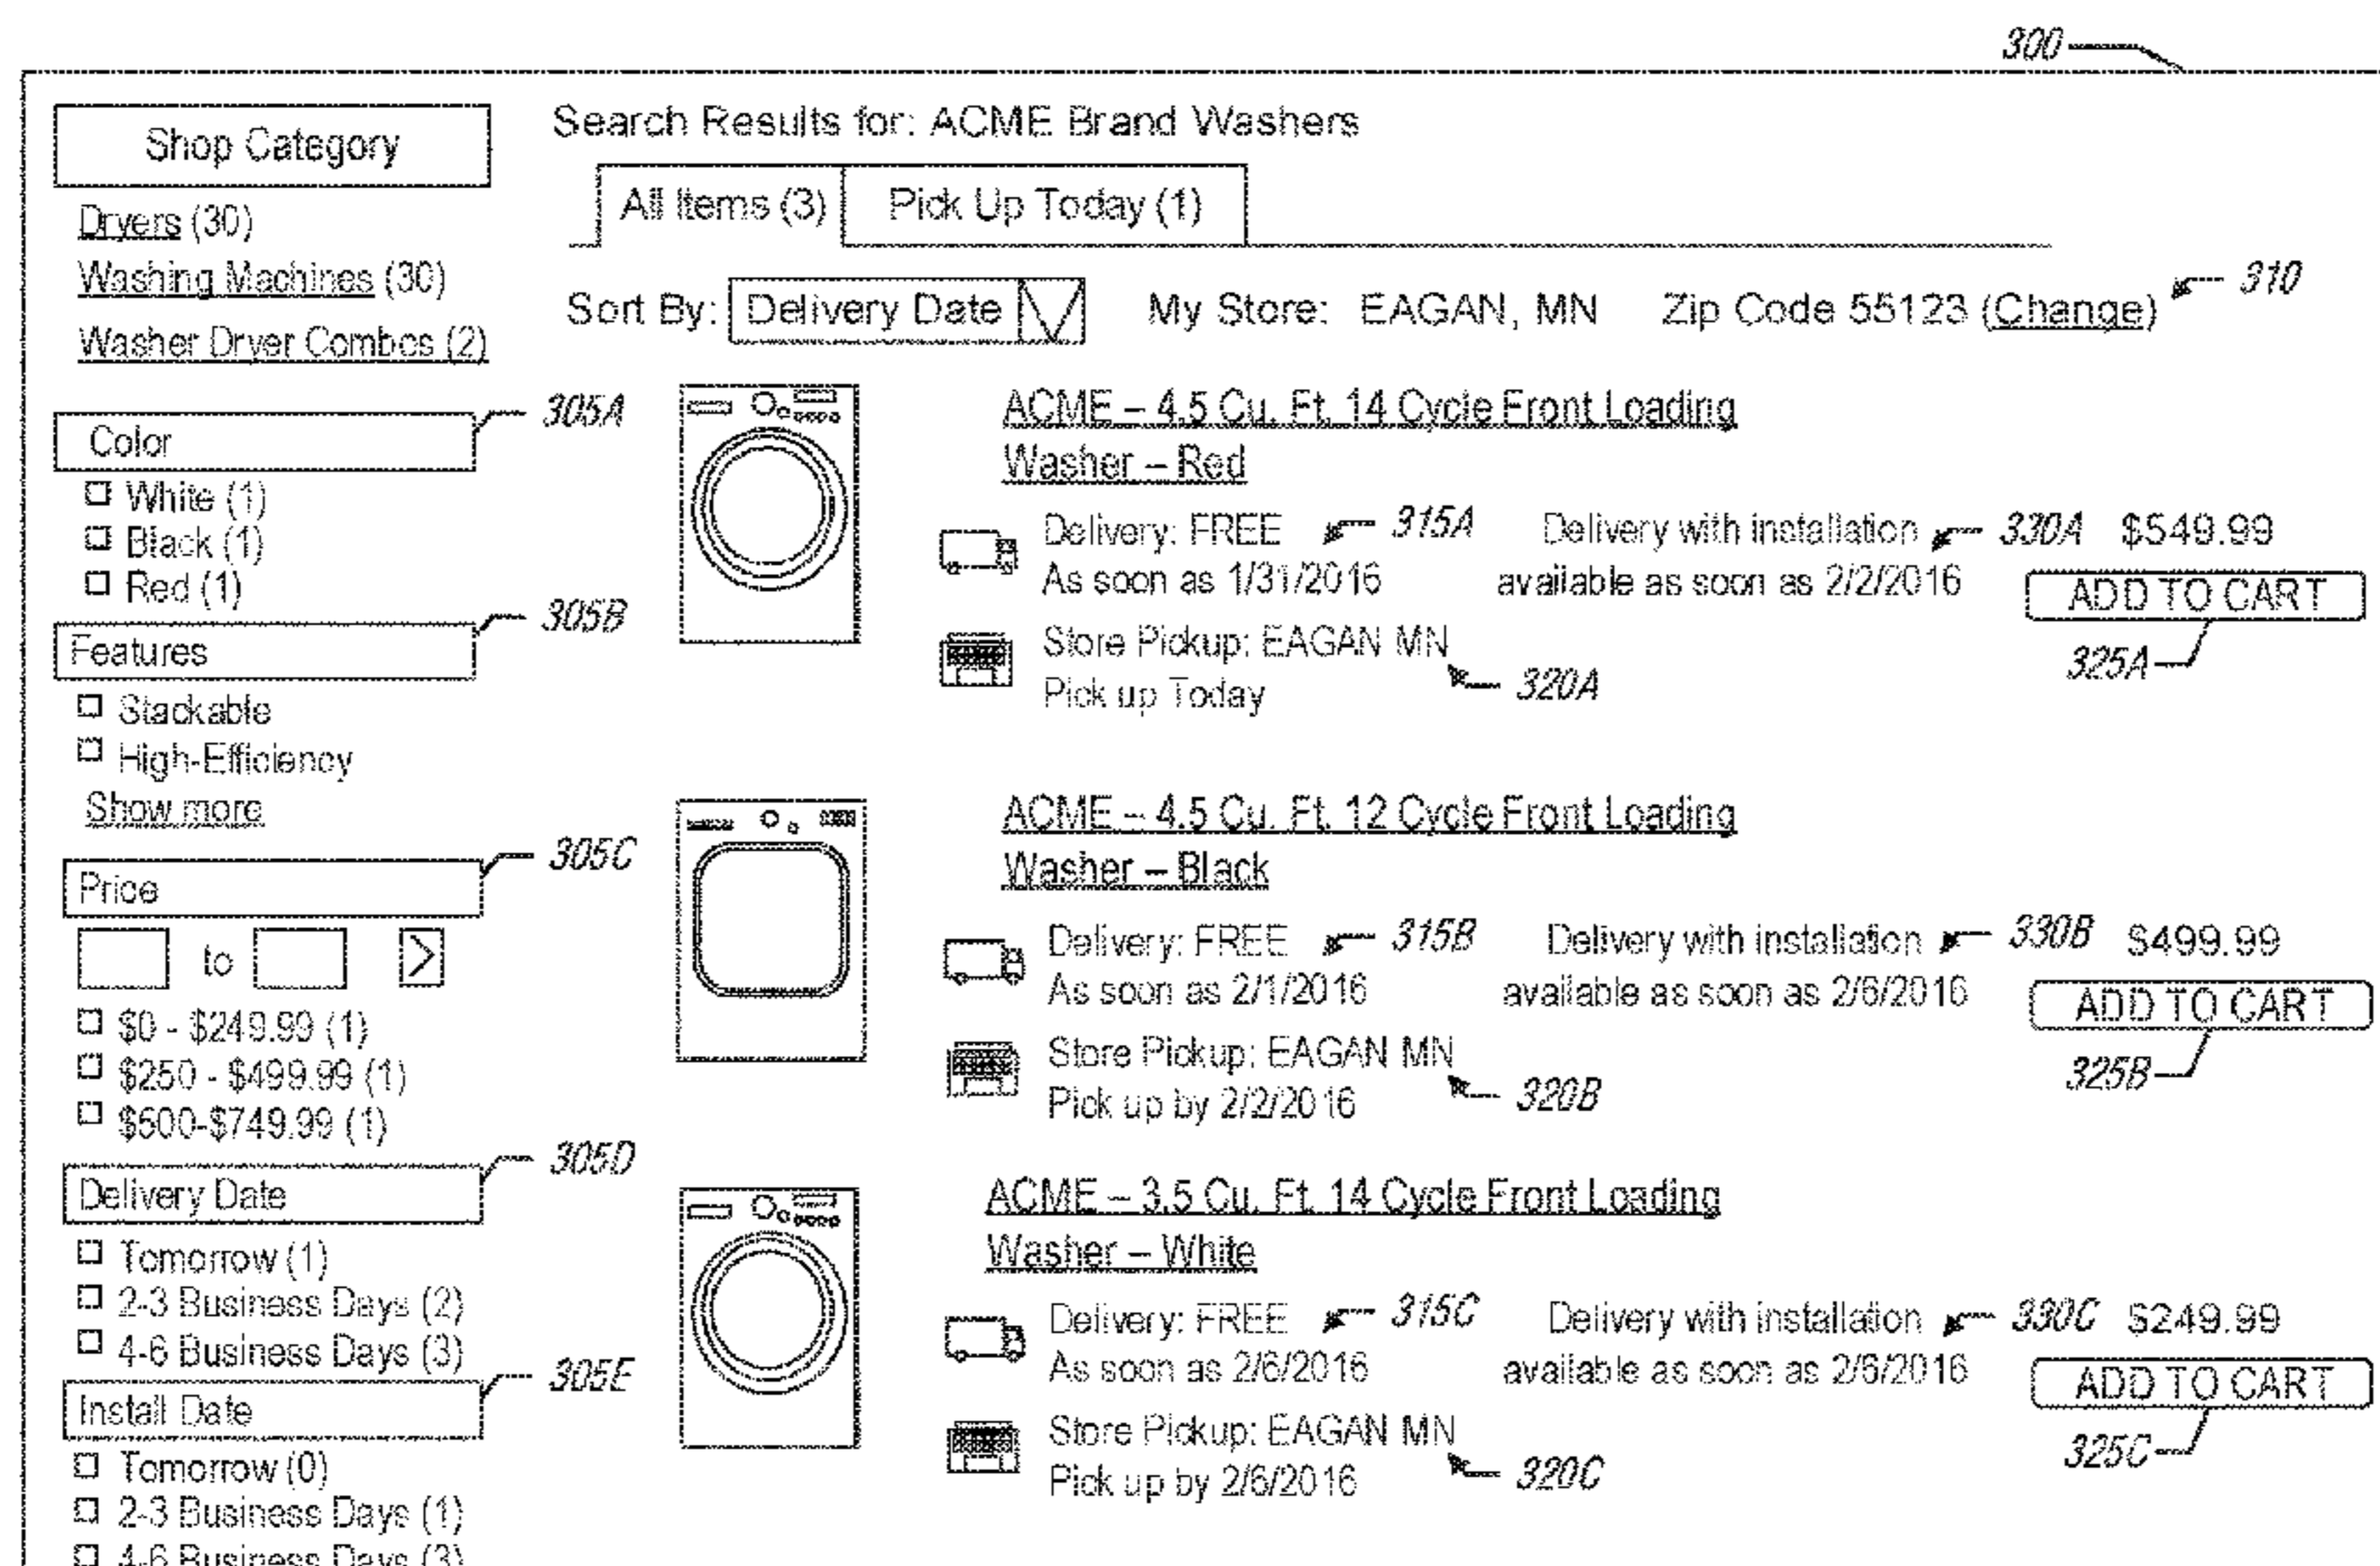 300
Shop Category
Dryers (30)
Washing Machines (30)
Washer Dryer Combos (2)
305A
Color
White (1)
Black (1)
Red (1)
305B
Features
Stackable
High-Efficiency
Show more
305C
Price
to
>
$0 - $249.99 (1)
$250 - $499.99 (1)
$500-$749.99 (1)
305D
Delivery Date
Tomorrow (1)
2-3 Business Days (2)
4-6 Business Days (3)
305E
Install Date
Tomorrow (0)
2-3 Business Days (1)
4-6 Business Days (3)
Search Results for: ACME Brand Washers
All Items (3) Pick Up Today (1)
Sort By: Delivery Date My Store: EAGAN, MN Zip Code 55123 (Change) 310
ACME – 4.5 Cu. Ft. 14 Cycle Front Loading
Washer – Red
Delivery: FREE 315A Delivery with installation 330A $549.99
As soon as 1/31/2016 available as soon as 2/2/2016 ADD TO CART
Store Pickup: EAGAN MN 325A
Pick up Today 320A
ACME – 4.5 Cu. Ft. 12 Cycle Front Loading
Washer – Black
Delivery: FREE 315B Delivery with installation 330B $499.99
As soon as 2/1/2016 available as soon as 2/6/2016 ADD TO CART
Store Pickup: EAGAN MN 325B
Pick up by 2/2/2016 320B
ACME – 3.5 Cu. Ft. 14 Cycle Front Loading
Washer – White
Delivery: FREE 315C Delivery with installation 330C $249.99
As soon as 2/6/2016 available as soon as 2/6/2016 ADD TO CART
Store Pickup: EAGAN MN 325C
Pick up by 2/6/2016 320C